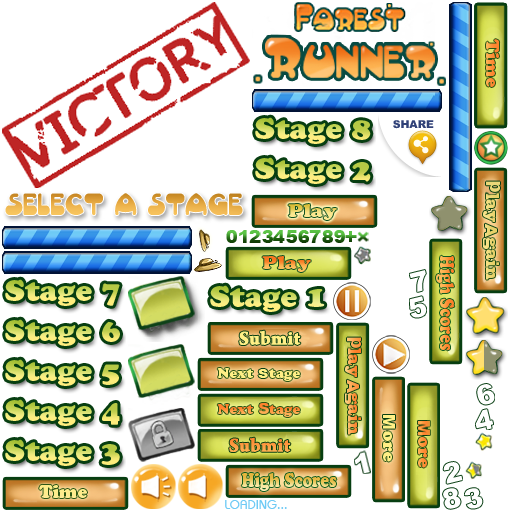 VICTORY
FOREST
RUNNER
Time
Stage 8
SHARE
Stage 2
Play Again
SELECT A STAGE
Play
0123456789+×
Play
High Scores
7
5
Stage 7
Stage 1
Stage 6
Submit
Play Again
Stage 5
Next Stage
6
4
Stage 4
Next Stage
More
More
Stage 3
Submit
1
2
83
Time
High Scores
LOADING...